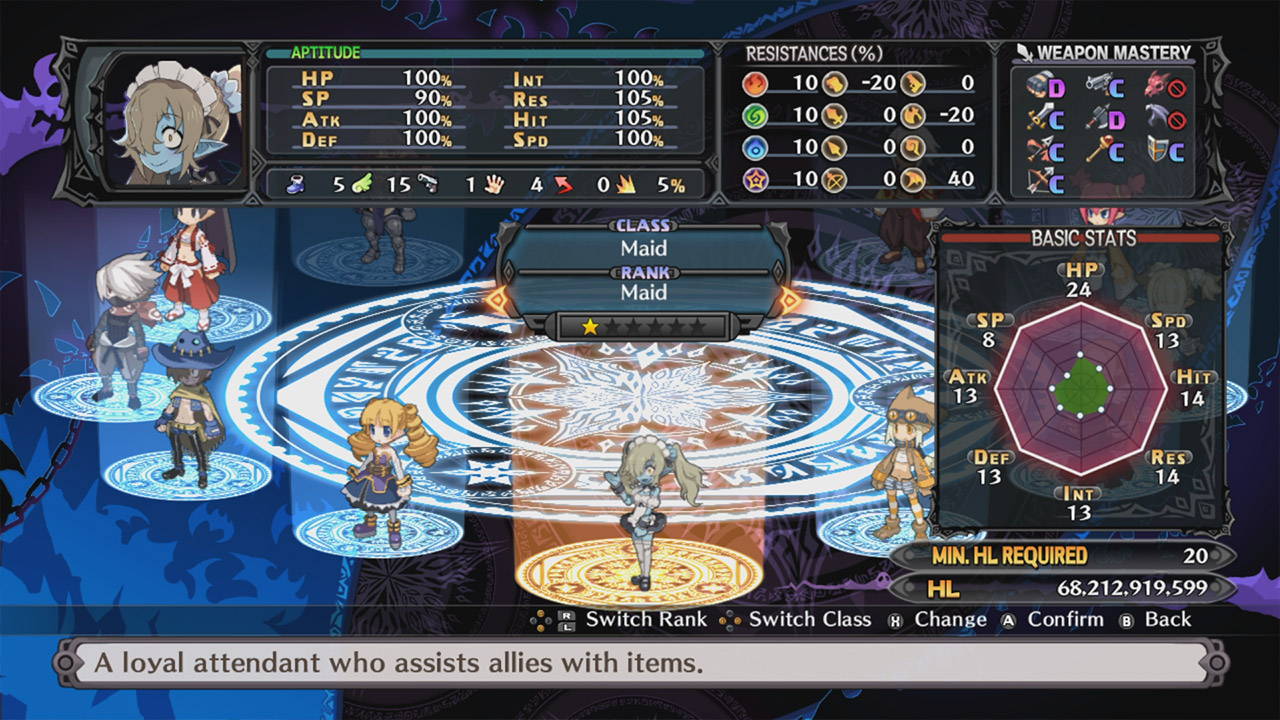 APTITUDE
HP 100% INT 100%
SP 90% RES 105%
ATK 100% HIT 105%
DEF 100% SPD 100%
5 15 1 4 0 5%
RESISTANCES (%)
10 -20 0
10 0 -20
10 0 0
10 0 40
WEAPON MASTERY
D C
C D
C C C
C
CLASS
Maid
RANK
Maid
BASIC STATS
HP
24
SP
8
SPD
13
ATK
13
HIT
14
DEF
13
RES
14
INT
13
MIN. HL REQUIRED 20
HL 68,212,919,599
R L Switch Rank Switch Class X Change A Confirm B Back
A loyal attendant who assists allies with items.